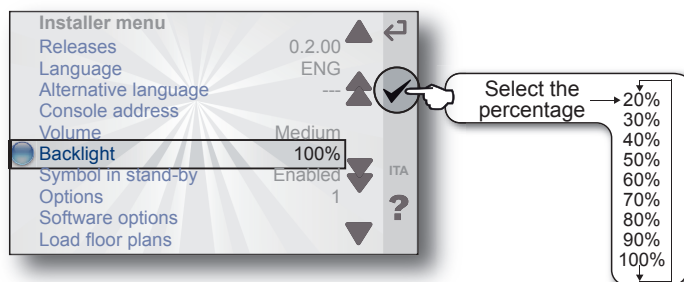 Installer menu
Releases 0.2.00
Language ENG
Alternative language ---
Console address
Volume Medium
Backlight 100%
Symbol in stand-by Enabled
Options 1
Software options
Load floor plans
ITA
?
Select the
percentage
20%
30%
40%
50%
60%
70%
80%
90%
100%